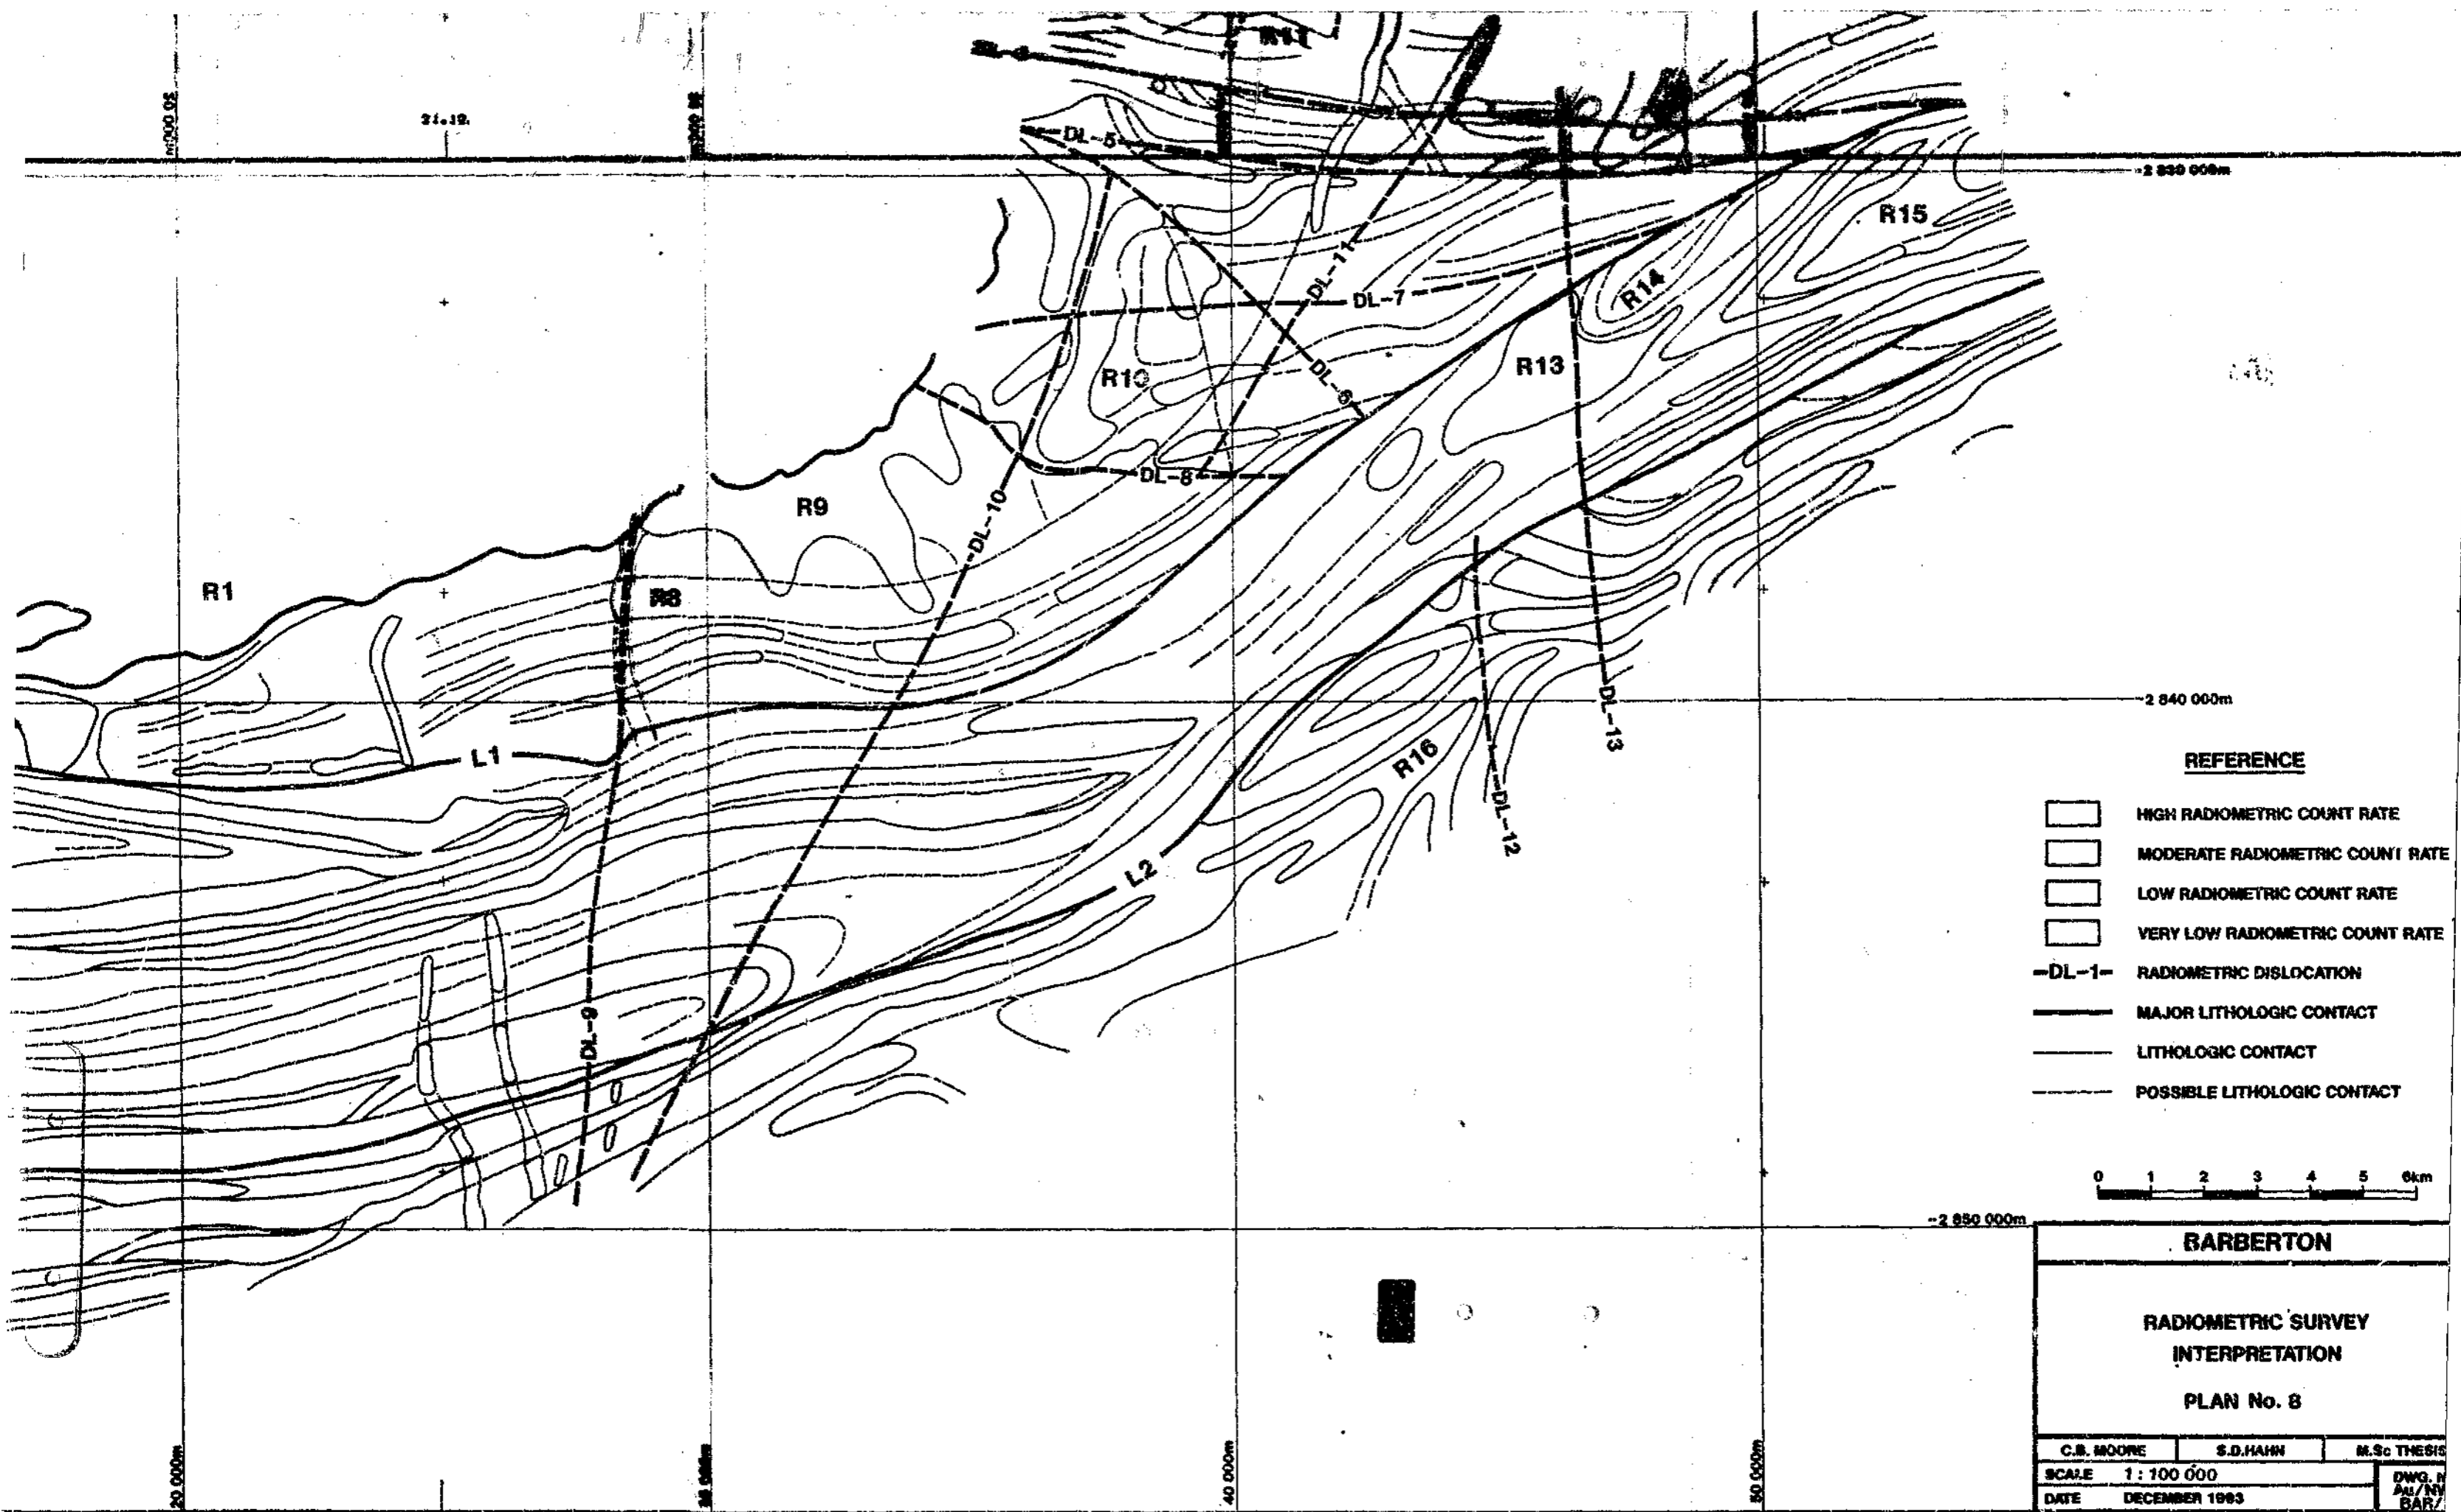 R11
21.12.
DL-5
-2 830 000m
R15
DL-11
DL-7
R14
R10
R13
DL-6
DL-8
R9
DL-10
R1
R8
DL-13
-2 840 000m
L1
R16
DL-12
L2
DL-9
REFERENCE
HIGH RADIOMETRIC COUNT RATE
MODERATE RADIOMETRIC COUNT RATE
LOW RADIOMETRIC COUNT RATE
VERY LOW RADIOMETRIC COUNT RATE
-DL-1- RADIOMETRIC DISLOCATION
MAJOR LITHOLOGIC CONTACT
LITHOLOGIC CONTACT
POSSIBLE LITHOLOGIC CONTACT
0 1 2 3 4 5 6km
-2 850 000m
BARBERTON
RADIOMETRIC SURVEY
INTERPRETATION
PLAN No. 8
C.B. MOORE S.D.HAHN M.Sc THESIS
SCALE 1 : 100 000
DATE DECEMBER 1983
DWG. N
BAR/
20 000m
40 000m
50 000m